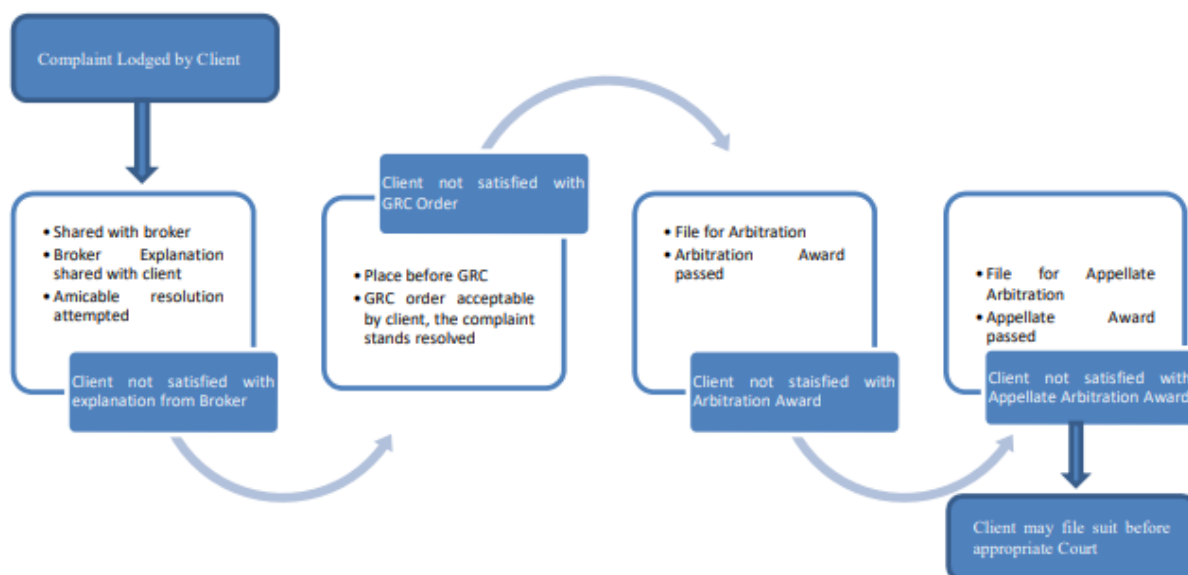 Complaint Lodged by Client
• Shared with broker
• Broker Explanation
shared with client
• Amicable resolution
attempted
Client not satisfied with
explanation from Broker
Client not satisfied with
GRC Order
• Place before GRC
• GRC order acceptable
by client, the complaint
stands resolved
• File for Arbitration
• Arbitration Award
passed
Client not staisfied with
Arbitration Award
• File for Appellate
Arbitration
• Appellate Award
passed
Client not satisfied with
Appellate Arbitration Award
Client may file suit before
appropriate Court